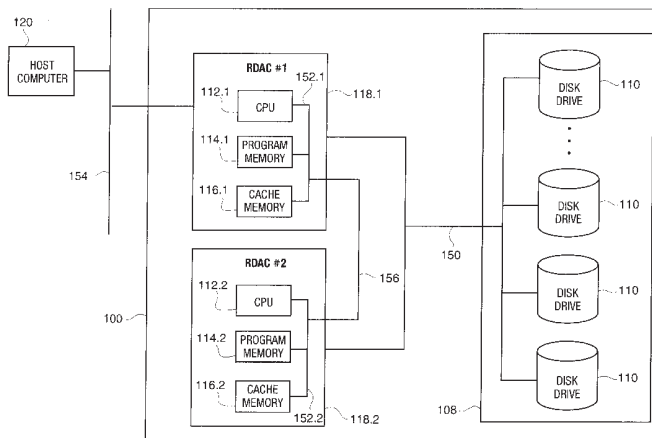 120
HOST
COMPUTER
154
100
RDAC #1
152.1
118.1
112.1
CPU
114.1
PROGRAM
MEMORY
116.1
CACHE
MEMORY
RDAC #2
112.2
CPU
114.2
PROGRAM
MEMORY
116.2
CACHE
MEMORY
152.2
118.2
156
150
108
DISK
DRIVE
110
DISK
DRIVE
110
DISK
DRIVE
110
DISK
DRIVE
110